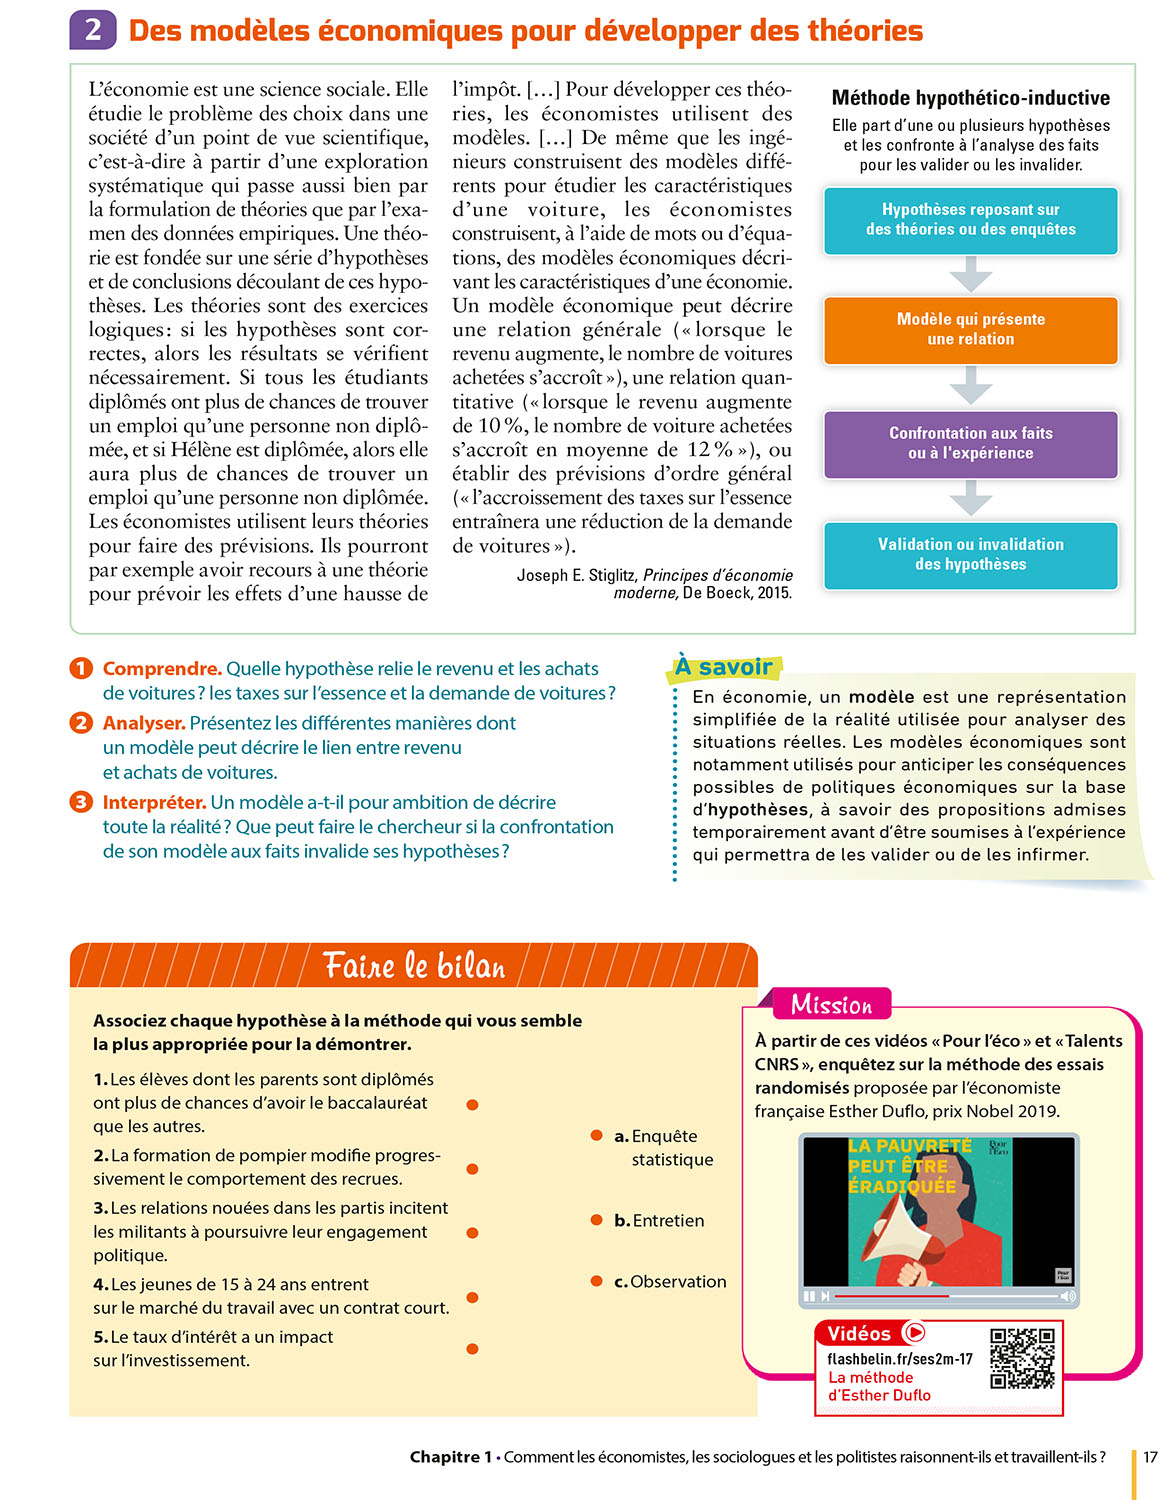 2 Des modèles économiques pour développer des théories
L’économie est une science sociale. Elle
étudie le problème des choix dans une
société d’un point de vue scientifique,
c’est-à-dire à partir d’une exploration
systématique qui passe aussi bien par
la formulation de théories que par l’exa-
men des données empiriques. Une théo-
rie est fondée sur une série d’hypothèses
et de conclusions découlant de ces hypo-
thèses. Les théories sont des exercices
logiques : si les hypothèses sont cor-
rectes, alors les résultats se vérifient
nécessairement. Si tous les étudiants
diplômés ont plus de chances de trouver
un emploi qu’une personne non diplô-
mée, et si Hélène est diplômée, alors elle
aura plus de chances de trouver un
emploi qu’une personne non diplômée.
Les économistes utilisent leurs théories
pour faire des prévisions. Ils pourront
par exemple avoir recours à une théorie
pour prévoir les effets d’une hausse de
l’impôt. […] Pour développer ces théo-
ries, les économistes utilisent des
modèles. […] De même que les ingé-
nieurs construisent des modèles diffé-
rents pour étudier les caractéristiques
d’une voiture, les économistes
construisent, à l’aide de mots ou d’équa-
tions, des modèles économiques décri-
vant les caractéristiques d’une économie.
Un modèle économique peut décrire
une relation générale (« lorsque le
revenu augmente, le nombre de voitures
achetées s’accroît »), une relation quan-
titative (« lorsque le revenu augmente
de 10 %, le nombre de voiture achetées
s’accroît en moyenne de 12 % »), ou
établir des prévisions d’ordre général
(« l’accroissement des taxes sur l’essence
entraînera une réduction de la demande
de voitures »).
Joseph E. Stiglitz, Principes d’économie
moderne, De Boeck, 2015.
Méthode hypothético-inductive
Elle part d’une ou plusieurs hypothèses
et les confronte à l’analyse des faits
pour les valider ou les invalider.
Hypothèses reposant sur
des théories ou des enquêtes
Modèle qui présente
une relation
Confrontation aux faits
ou à l'expérience
Validation ou invalidation
des hypothèses
1 Comprendre. Quelle hypothèse relie le revenu et les achats
de voitures ? les taxes sur l’essence et la demande de voitures ?
2 Analyser. Présentez les différentes manières dont
un modèle peut décrire le lien entre revenu
et achats de voitures.
3 Interpréter. Un modèle a-t-il pour ambition de décrire
toute la réalité ? Que peut faire le chercheur si la confrontation
de son modèle aux faits invalide ses hypothèses ?
À savoir
En économie, un modèle est une représentation
simplifiée de la réalité utilisée pour analyser des
situations réelles. Les modèles économiques sont
notamment utilisés pour anticiper les conséquences
possibles de politiques économiques sur la base
d’hypothèses, à savoir des propositions admises
temporairement avant d’être soumises à l’expérience
qui permettra de les valider ou de les infirmer.
Faire le bilan
Associez chaque hypothèse à la méthode qui vous semble
la plus appropriée pour la démontrer.
1. Les élèves dont les parents sont diplômés
ont plus de chances d’avoir le baccalauréat
que les autres.
2. La formation de pompier modifie progres-
sivement le comportement des recrues.
3. Les relations nouées dans les partis incitent
les militants à poursuivre leur engagement
politique.
4. Les jeunes de 15 à 24 ans entrent
sur le marché du travail avec un contrat court.
5. Le taux d’intérêt a un impact
sur l’investissement.
a. Enquête
statistique
b. Entretien
c. Observation
Mission
À partir de ces vidéos « Pour l’éco » et « Talents
CNRS », enquêtez sur la méthode des essais
randomisés proposée par l’économiste
française Esther Duflo, prix Nobel 2019.
LA PAUVRETÉ
PEUT ÊTRE
ÉRADIQUÉE
Pour
l'Éco
Pour
l'éco
Vidéos
flashbelin.fr/ses2m-17
La méthode
d’Esther Duflo
Chapitre 1 • Comment les économistes, les sociologues et les politistes raisonnent-ils et travaillent-ils ? 17